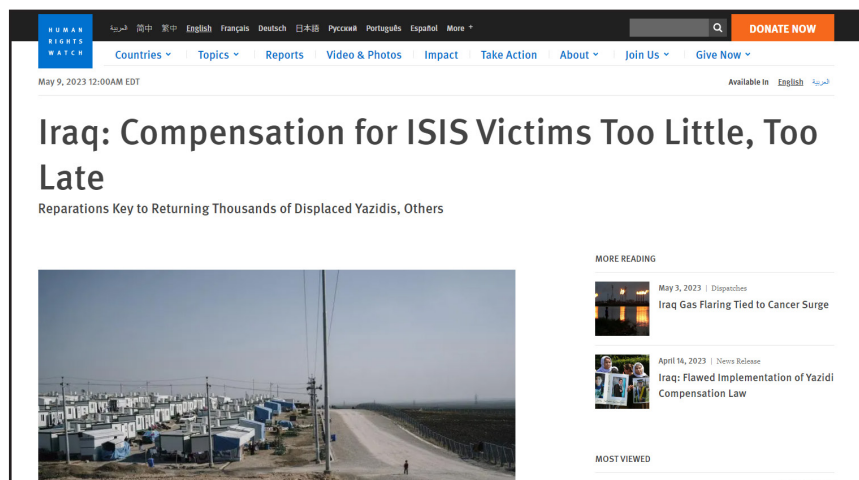 HUMAN
RIGHTS
WATCH
العربية 简中 繁中 English Français Deutsch 日本語 Русский Português Español More +
DONATE NOW
Countries Topics Reports Video & Photos Impact Take Action About Join Us Give Now
May 9, 2023 12:00AM EDT
Available In English العربية
Iraq: Compensation for ISIS Victims Too Little, Too
Late
Reparations Key to Returning Thousands of Displaced Yazidis, Others
MORE READING
May 3, 2023 | Dispatches
Iraq Gas Flaring Tied to Cancer Surge
April 14, 2023 | News Release
Iraq: Flawed Implementation of Yazidi
Compensation Law
MOST VIEWED